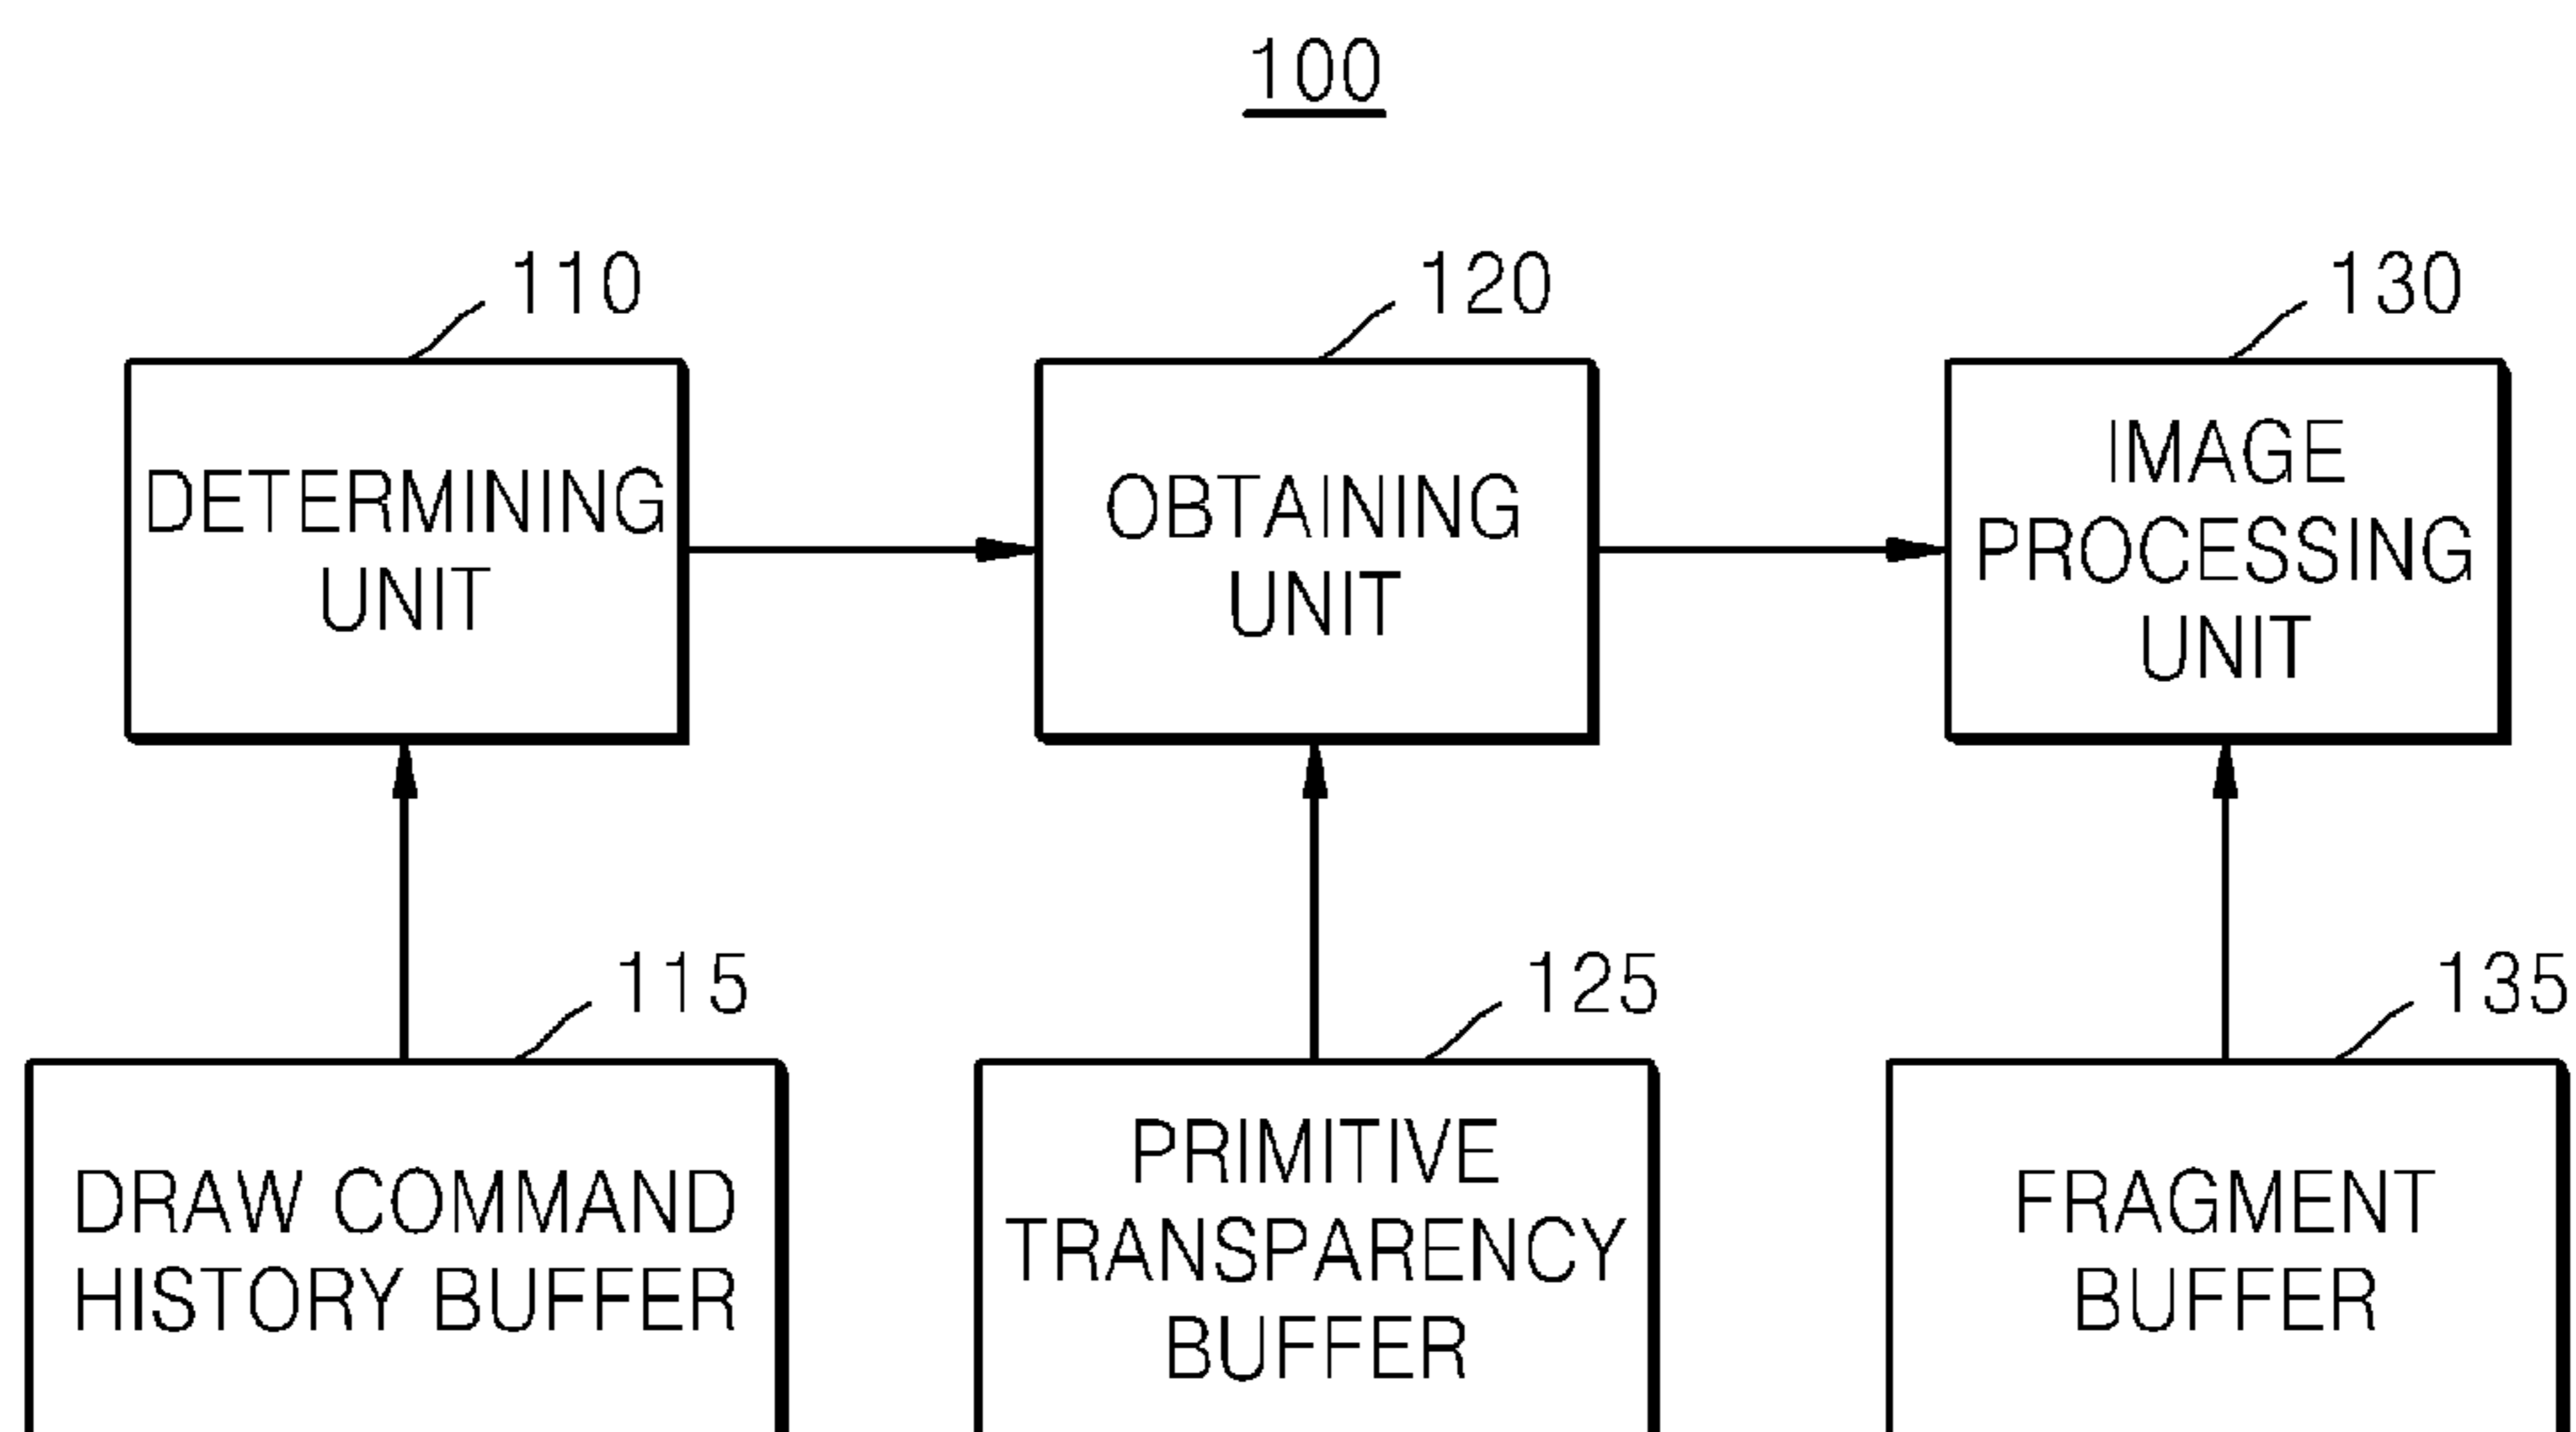 100
110
120
130
DETERMINING
UNIT
OBTAINING
UNIT
IMAGE
PROCESSING
UNIT
115
125
135
DRAW COMMAND
HISTORY BUFFER
PRIMITIVE
TRANSPARENCY
BUFFER
FRAGMENT
BUFFER